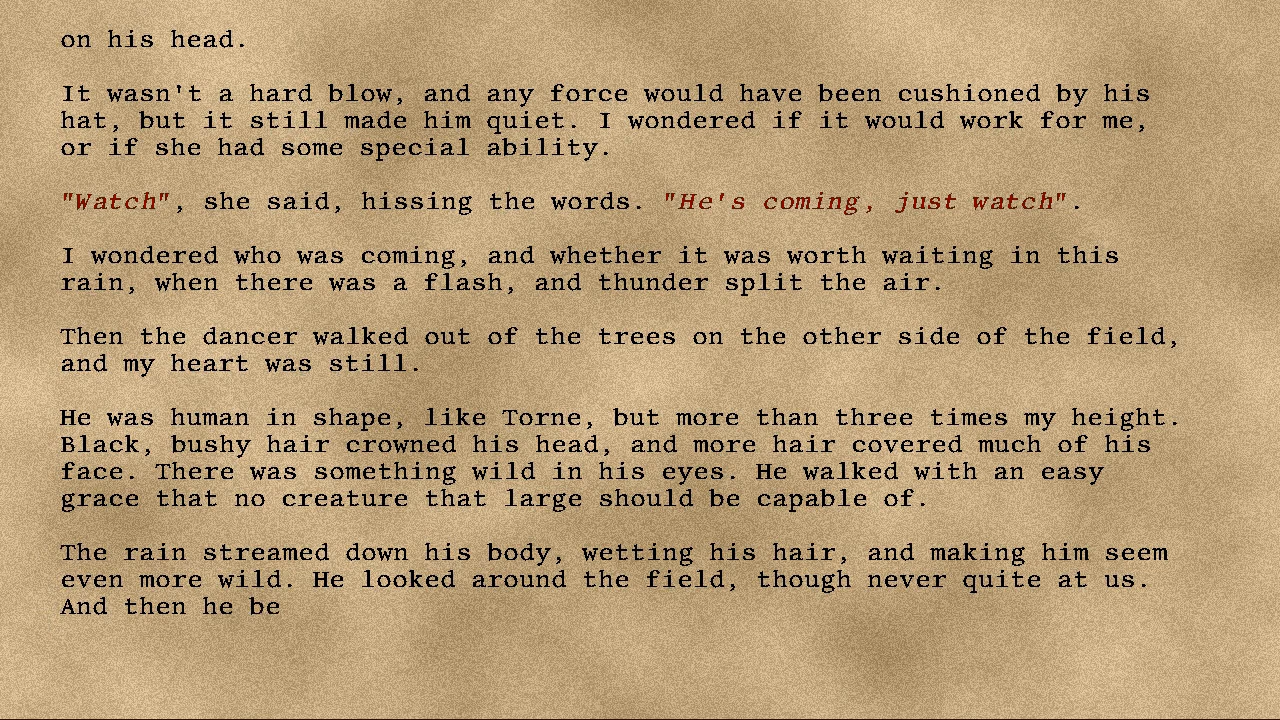 on his head.
It wasn't a hard blow, and any force would have been cushioned by his
hat, but it still made him quiet. I wondered if it would work for me,
or if she had some special ability.
"Watch", she said, hissing the words. "He's coming, just watch".
I wondered who was coming, and whether it was worth waiting in this
rain, when there was a flash, and thunder split the air.
Then the dancer walked out of the trees on the other side of the field,
and my heart was still.
He was human in shape, like Torne, but more than three times my height.
Black, bushy hair crowned his head, and more hair covered much of his
face. There was something wild in his eyes. He walked with an easy
grace that no creature that large should be capable of.
The rain streamed down his body, wetting his hair, and making him seem
even more wild. He looked around the field, though never quite at us.
And then he be